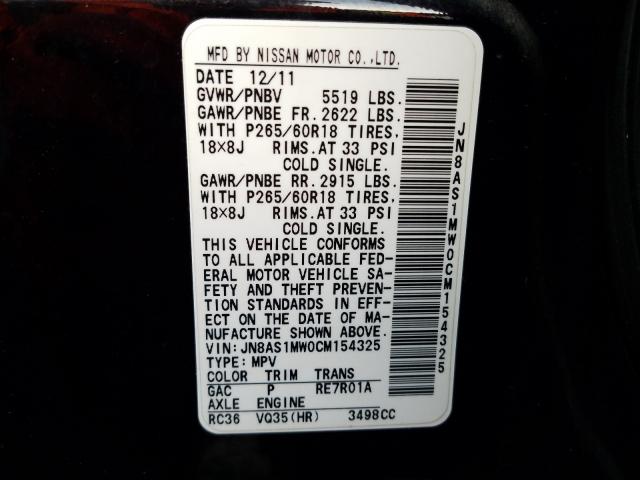 MFD BY NISSAN MOTOR CO.,LTD.
DATE 12/11
GVWR/PNBV 5519 LBS.
GAWR/PNBE FR. 2622 LBS.
WITH P265/60R18 TIRES,
18×8J RIMS. AT 33 PSI
COLD SINGLE.
GAWR/PNBE RR. 2915 LBS.
WITH P265/60R18 TIRES,
18×8J RIMS. AT 33 PSI
COLD SINGLE.
THIS VEHICLE CONFORMS
TO ALL APPLICABLE FED-
ERAL MOTOR VEHICLE SA-
FETY AND THEFT PREVEN-
TION STANDARDS IN EFF-
ECT ON THE DATE OF MA-
NUFACTURE SHOWN ABOVE.
VIN: JN8AS1MW0CM154325
TYPE: MPV
COLOR TRIM TRANS
GAC P RE7R01A
AXLE ENGINE
RC36 VQ35(HR) 3498CC
JN8AS1MW0CM154325